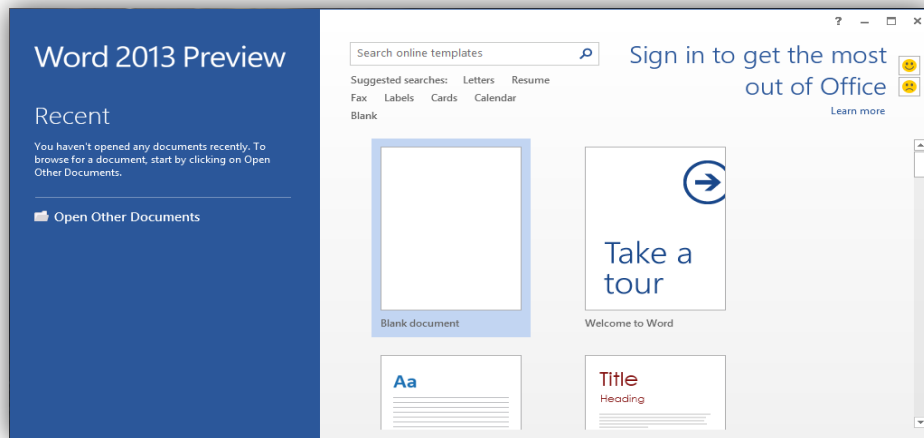 Word 2013 Preview
Recent
You haven't opened any documents recently. To
browse for a document, start by clicking on Open
Other Documents.
Open Other Documents
?
Search online templates
Suggested searches: Letters Resume
Fax Labels Cards Calendar
Blank
Sign in to get the most
out of Office
Learn more
Blank document
Take a
tour
Welcome to Word
Aa
Title
Heading